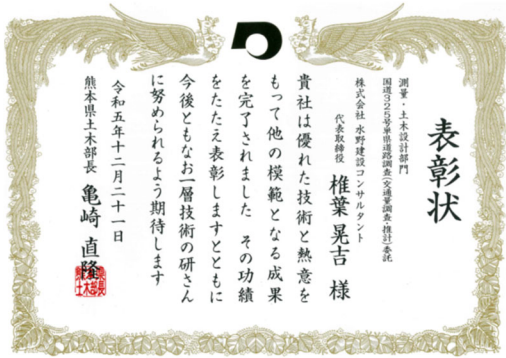 表彰状
測量・土木設計部門
国道325号単県道路調査(交通量調査・推計)委託
株式会社 水野建設コンサルタント
代表取締役 椎葉 晃吉 様
貴社は優れた技術と熱意を
もって他の模範となる成果
を完了されました その功績
をたたえ表彰しますとともに
今後ともなお一層技術の研さん
に努められるよう期待します
令和五年十二月二十一日
熊本県土木部長 亀崎 直隆